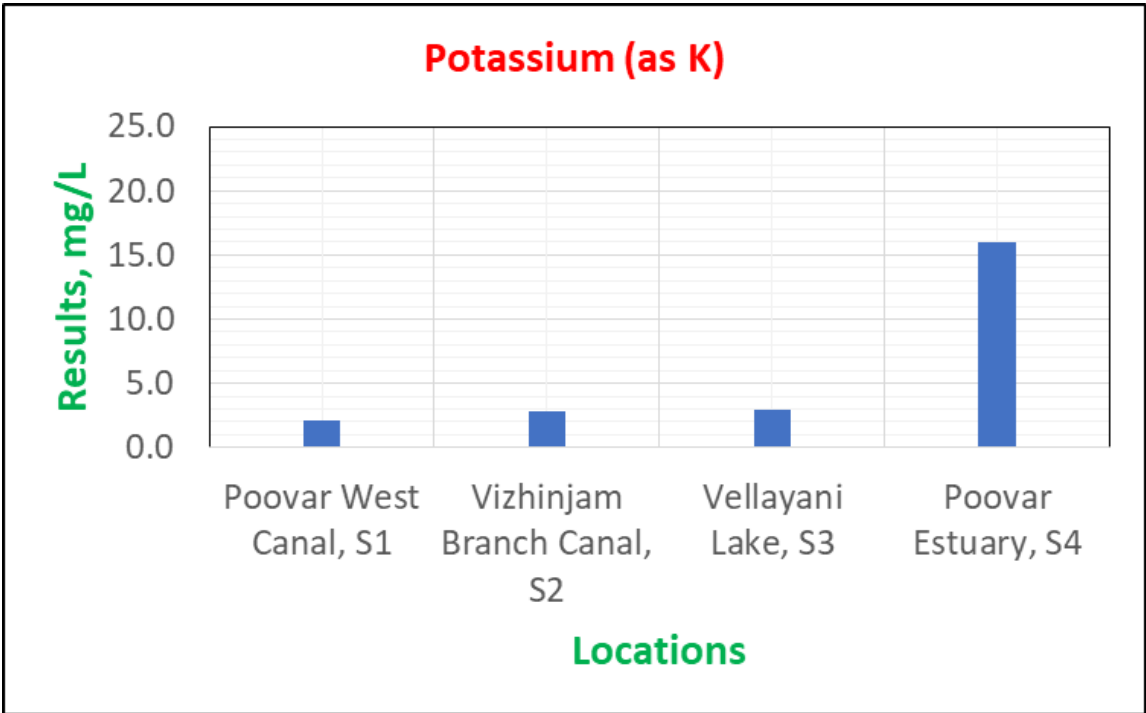 Potassium (as K)
Results, mg/L
25.0
20.0
15.0
10.0
5.0
0.0
Poovar West
Canal, S1
Vizhinjam
Branch Canal,
S2
Vellayani
Lake, S3
Poovar
Estuary, S4
Locations